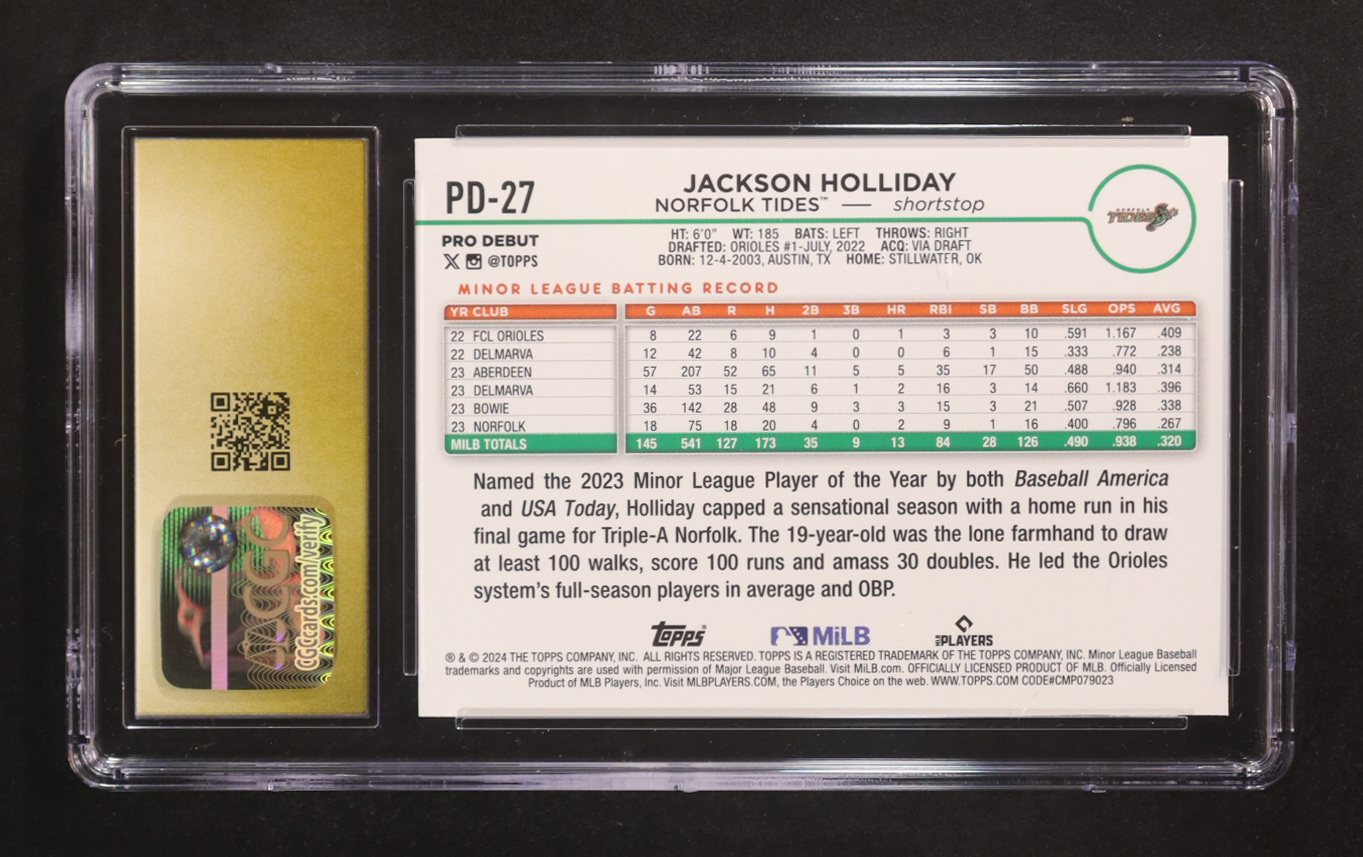 PD-27
JACKSON HOLLIDAY
NORFOLK TIDES™ — shortstop
NORFOLK
TIDES
PRO DEBUT
@TOPPS
HT: 6'0" WT: 185 BATS: LEFT THROWS: RIGHT
DRAFTED: ORIOLES #1-JULY, 2022 ACQ: VIA DRAFT
BORN: 12-4-2003, AUSTIN, TX HOME: STILLWATER, OK
MINOR LEAGUE BATTING RECORD
YR CLUB G AB R H 2B 3B HR RBI SB BB SLG OPS AVG
22 FCL ORIOLES 8 22 6 9 1 0 1 3 3 10 .591 1.167 .409
22 DELMARVA 12 42 8 10 4 0 0 6 1 15 .333 .772 .238
23 ABERDEEN 57 207 52 65 11 5 5 35 17 50 .488 .940 .314
23 DELMARVA 14 53 15 21 6 1 2 16 3 14 .660 1.183 .396
23 BOWIE 36 142 28 48 9 3 3 15 3 21 .507 .928 .338
23 NORFOLK 18 75 18 20 4 0 2 9 1 16 .400 .796 .267
MILB TOTALS 145 541 127 173 35 9 13 84 28 126 .490 .938 .320
Named the 2023 Minor League Player of the Year by both Baseball America
and USA Today, Holliday capped a sensational season with a home run in his
final game for Triple-A Norfolk. The 19-year-old was the lone farmhand to draw
at least 100 walks, score 100 runs and amass 30 doubles. He led the Orioles
system's full-season players in average and OBP.
Topps MiLB MLB PLAYERS
® & © 2024 THE TOPPS COMPANY, INC. ALL RIGHTS RESERVED. TOPPS IS A REGISTERED TRADEMARK OF THE TOPPS COMPANY, INC. Minor League Baseball
trademarks and copyrights are used with permission of Major League Baseball. Visit MiLB.com. OFFICIALLY LICENSED PRODUCT OF MLB. Officially Licensed
Product of MLB Players, Inc. Visit MLBPLAYERS.COM, the Players Choice on the web. WWW.TOPPS.COM CODE#CMP079023
CGCcards.com/verify